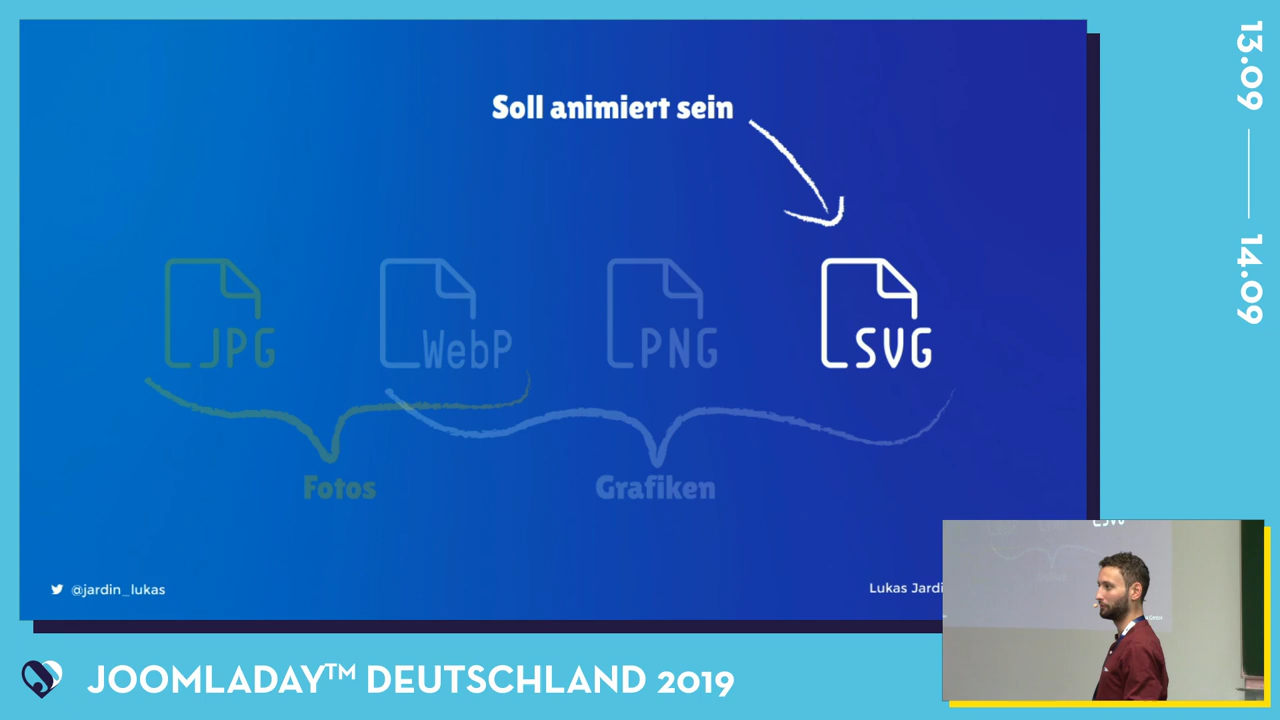 Soll animiert sein
JPG
WebP
PNG
SVG
Fotos
Grafiken
@jardin_lukas
Lukas Jardi
JOOMLADAY™ DEUTSCHLAND 2019
13.09
14.09